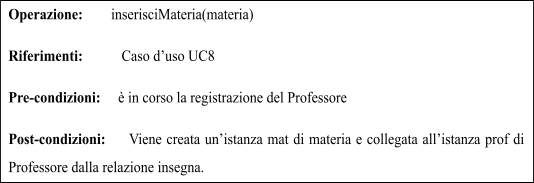 Operazione: inserisciMateria(materia)
Riferimenti: Caso d’uso UC8
Pre-condizioni: è in corso la registrazione del Professore
Post-condizioni: Viene creata un’istanza mat di materia e collegata all’istanza prof di
Professore dalla relazione insegna.